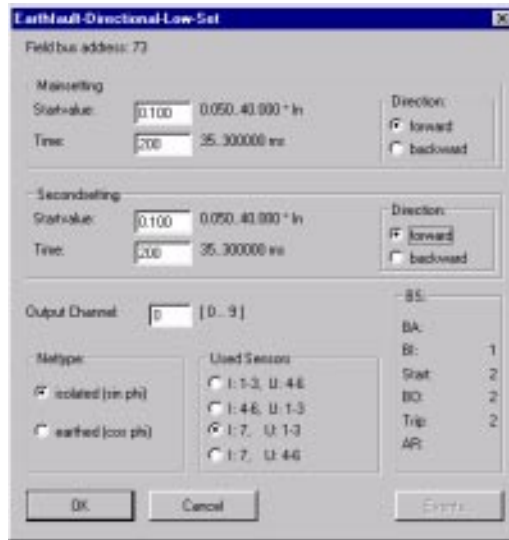 Earthfault-Directional-Low-Set
Field bus address: 73
Mainsetting
Startvalue: 0.100 0.050..40.000 * In
Time: 200 35..300000 ms
Direction:
forward
backward
Secondsetting
Startvalue: 0.100 0.050..40.000 * In
Time: 200 35..300000 ms
Direction:
forward
backward
Output Channel: 0 [ 0 .. 9 ]
Nettype:
isolated (sin phi)
earthed (cos phi)
Used Sensors
I: 1-3, U: 4-6
I: 4-6, U: 1-3
I: 7, U: 1-3
I: 7, U: 4-6
BS:
BA:
BI: 1
Start: 2
BO: 2
Trip: 2
AR:
OK
Cancel
Events